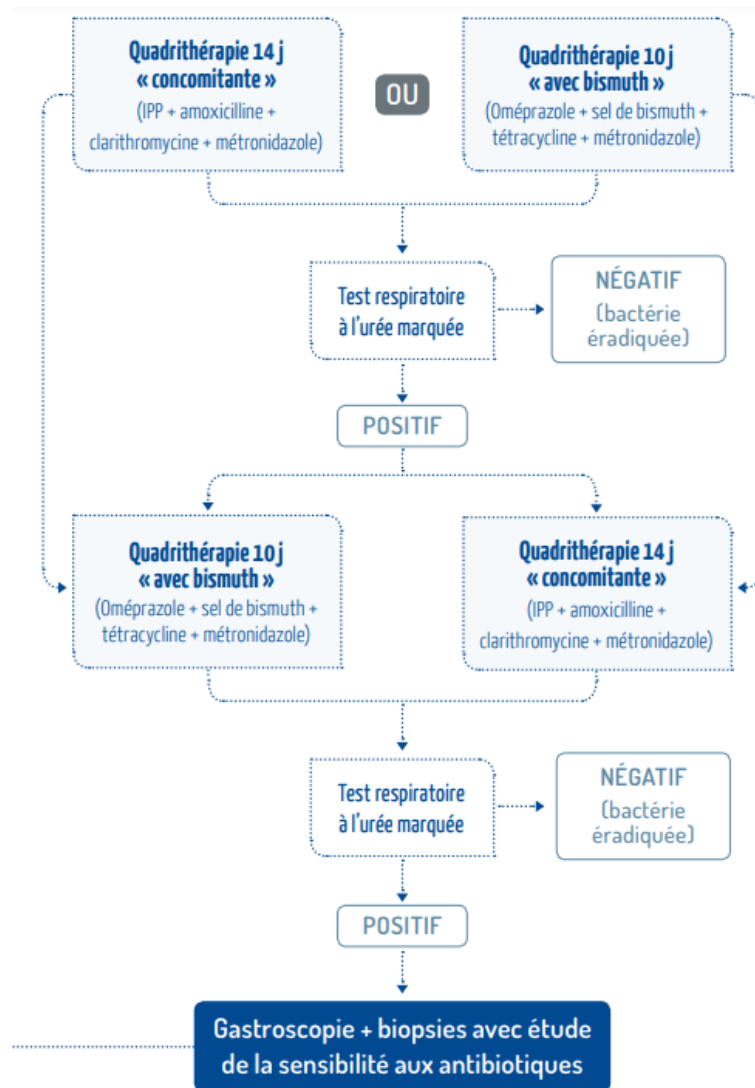 Quadrithérapie 14 j
« concomitante »
(IPP + amoxicilline +
clarithromycine + métronidazole)
OU
Quadrithérapie 10 j
« avec bismuth »
(Oméprazole + sel de bismuth +
tétracycline + métronidazole)
Test respiratoire
à l'urée marquée
NÉGATIF
(bactérie
éradiquée)
POSITIF
Quadrithérapie 10 j
« avec bismuth »
(Oméprazole + sel de bismuth +
tétracycline + métronidazole)
Quadrithérapie 14 j
« concomitante »
(IPP + amoxicilline +
clarithromycine + métronidazole)
Test respiratoire
à l'urée marquée
NÉGATIF
(bactérie
éradiquée)
POSITIF
Gastroscopie + biopsies avec étude
de la sensibilité aux antibiotiques